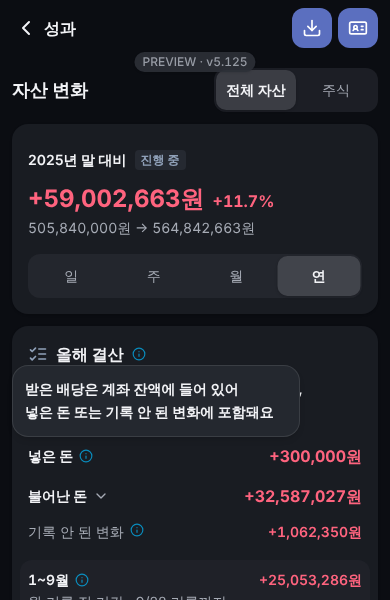 성과
PREVIEW · v5.125
자산 변화
전체 자산
주식
2025년 말 대비
진행 중
+59,002,663원 +11.7%
505,840,000원 → 564,842,663원
일
주
월
연
올해 결산
받은 배당은 계좌 잔액에 들어 있어
넣은 돈 또는 기록 안 된 변화에 포함돼요
넣은 돈
+300,000원
불어난 돈
+32,587,027원
기록 안 된 변화
+1,062,350원
1~9월
+25,053,286원